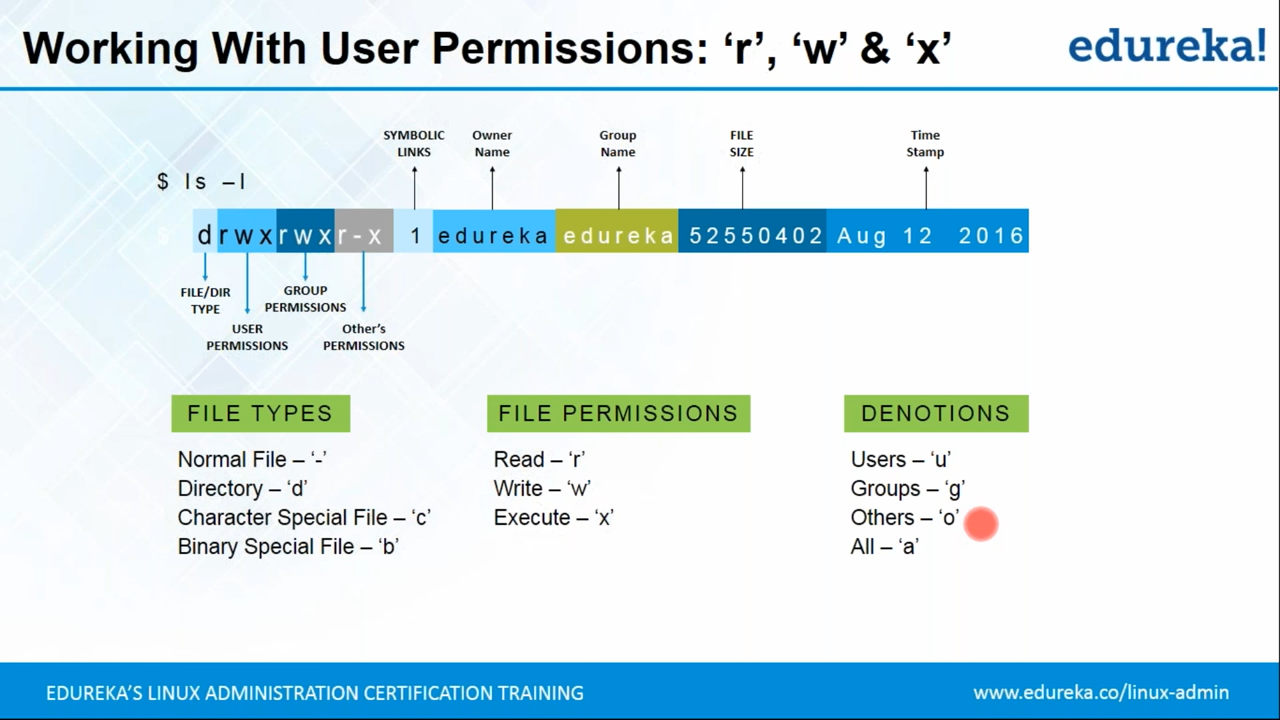 Working With User Permissions: ‘r’, ‘w’ & ‘x’
edureka!
SYMBOLIC LINKS
Owner Name
Group Name
FILE SIZE
Time Stamp
$ ls –l
$ drwxrwxr-x 1 edureka edureka 52550402 Aug 12 2016
FILE/DIR TYPE
USER PERMISSIONS
GROUP PERMISSIONS
Other’s PERMISSIONS
FILE TYPES
Normal File – ‘-’
Directory – ‘d’
Character Special File – ‘c’
Binary Special File – ‘b’
FILE PERMISSIONS
Read – ‘r’
Write – ‘w’
Execute – ‘x’
DENOTIONS
Users – ‘u’
Groups – ‘g’
Others – ‘o’
All – ‘a’
EDUREKA’S LINUX ADMINISTRATION CERTIFICATION TRAINING
www.edureka.co/linux-admin